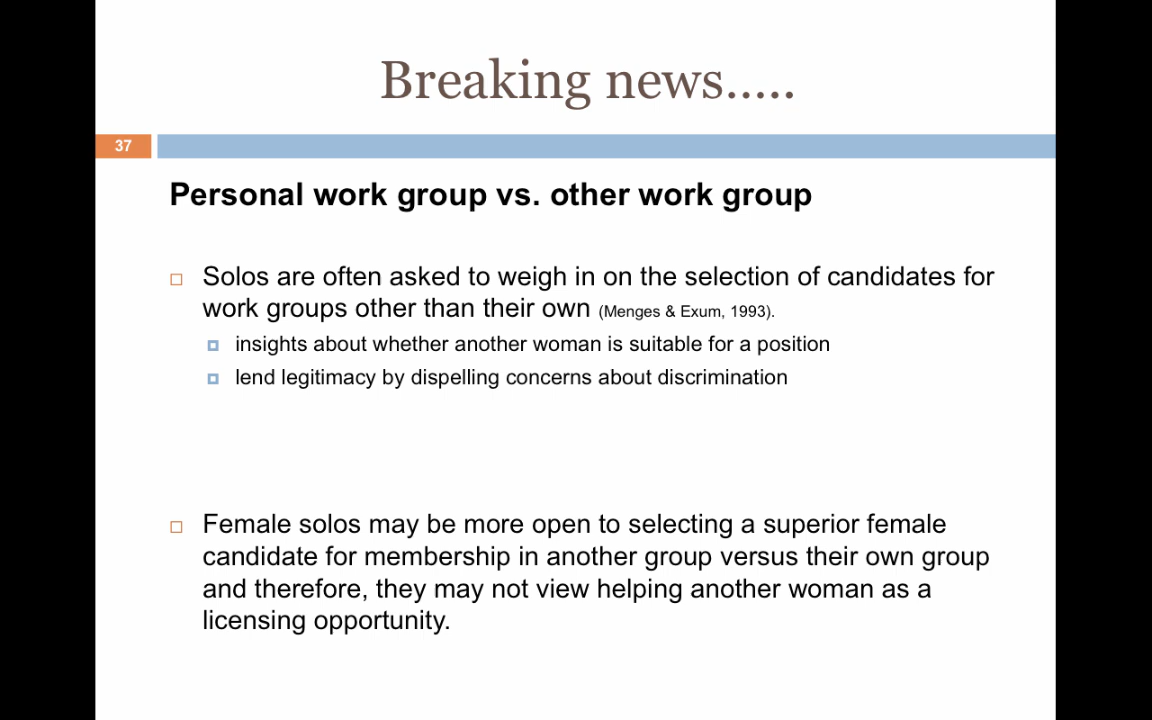 Breaking news…..
37
Personal work group vs. other work group
Solos are often asked to weigh in on the selection of candidates for
work groups other than their own (Menges & Exum, 1993).
insights about whether another woman is suitable for a position
lend legitimacy by dispelling concerns about discrimination
Female solos may be more open to selecting a superior female
candidate for membership in another group versus their own group
and therefore, they may not view helping another woman as a
licensing opportunity.